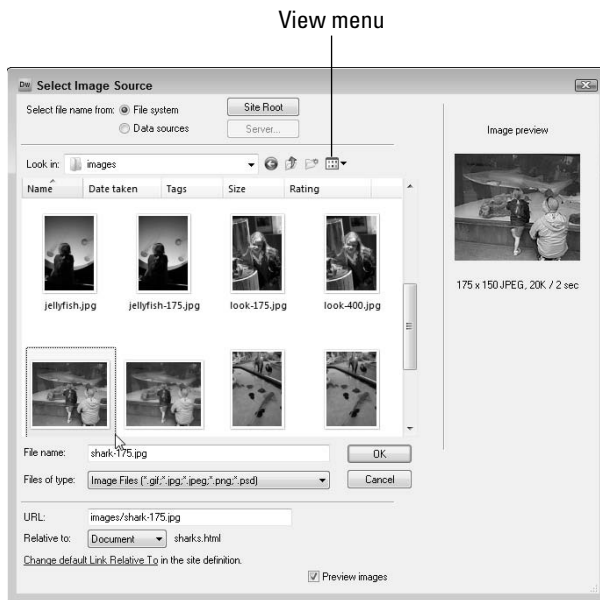 View menu
Dw Select Image Source
Select file name from: File system Site Root
Data sources Server...
Image preview
Look in: images
Name Date taken Tags Size Rating
jellyfish.jpg jellyfish-175.jpg look-175.jpg look-400.jpg
175 x 150 JPEG, 20K / 2 sec
File name: shark-175.jpg OK
Files of type: Image Files (*.gif;*.jpg;*.jpeg;*.png;*.psd) Cancel
URL: images/shark-175.jpg
Relative to: Document sharks.html
Change default Link Relative To in the site definition.
Preview images